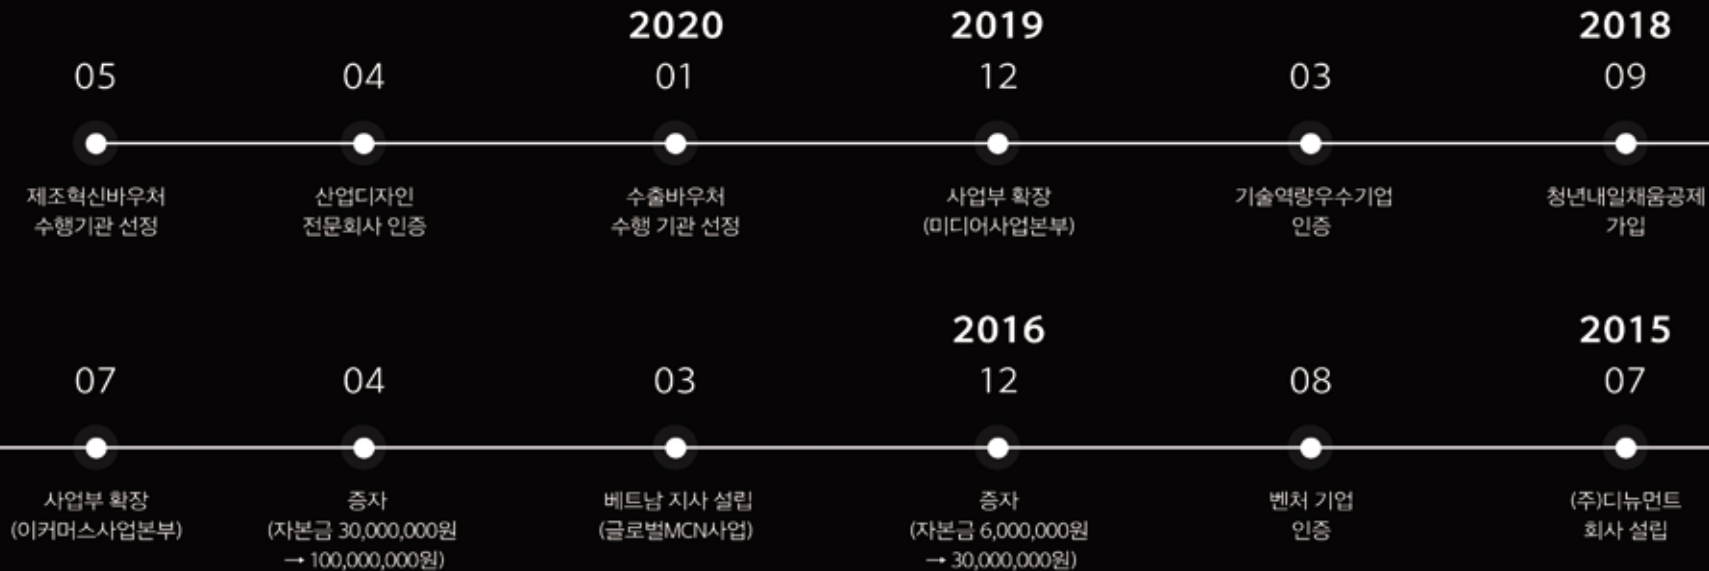 2020 2019 2018
05 04 01 12 03 09
제조혁신바우처 산업디자인 수출바우처 사업부 확장 기술역량우수기업 청년내일채움공제
수행기관 선정 전문회사 인증 수행 기관 선정 (미디어사업본부) 인증 가입
2016 2015
07 04 03 12 08 07
사업부 확장 증자 베트남 지사 설립 증자 벤처 기업 (주)디뉴먼트
(이커머스사업본부) (자본금 30,000,000원 (글로벌MCN사업) (자본금 6,000,000원 인증 회사 설립
→ 100,000,000원) → 30,000,000원)